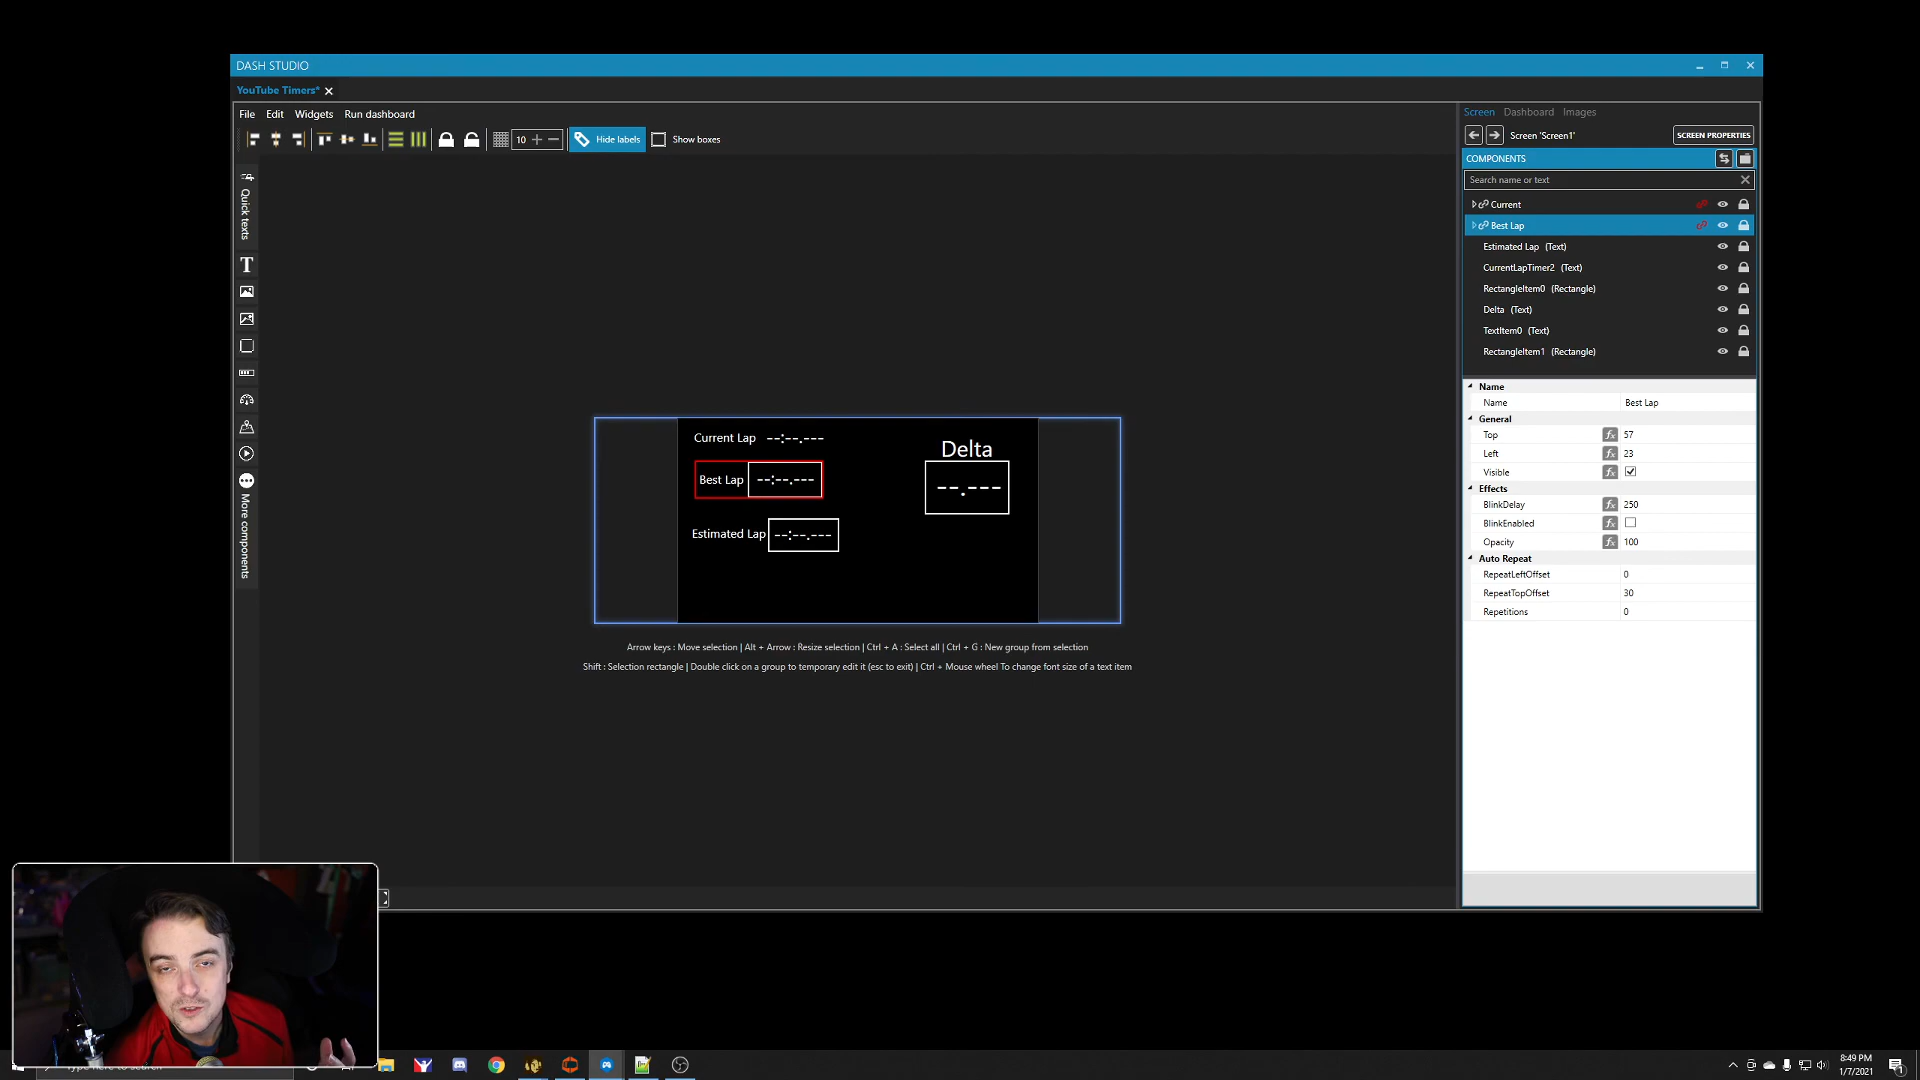 DASH STUDIO
YouTube Timers*
File Edit Widgets Run dashboard
10 Hide labels Show boxes
Quick texts
More components
Current Lap --:--.---
Best Lap --:--.---
Estimated Lap --:--.---
Delta
--.---
Arrow keys : Move selection | Alt + Arrow : Resize selection | Ctrl + A : Select all | Ctrl + G : New group from selection
Shift : Selection rectangle | Double click on a group to temporary edit it (esc to exit) | Ctrl + Mouse wheel To change font size of a text item
Screen Dashboard Images
Screen 'Screen1' SCREEN PROPERTIES
COMPONENTS
Search name or text
Current
Best Lap
Estimated Lap (Text)
CurrentLapTimer2 (Text)
RectangleItem0 (Rectangle)
Delta (Text)
TextItem0 (Text)
RectangleItem1 (Rectangle)
Name
Name Best Lap
General
Top fx 57
Left fx 23
Visible fx
Effects
BlinkDelay fx 250
BlinkEnabled fx
Opacity fx 100
Auto Repeat
RepeatLeftOffset 0
RepeatTopOffset 30
Repetitions 0
8:49 PM
1/7/2021